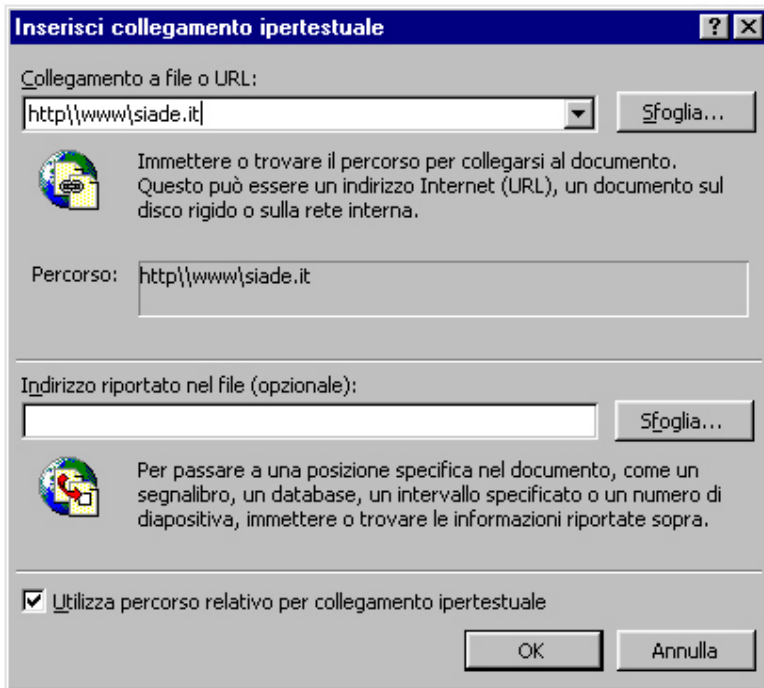 Inserisci collegamento ipertestuale
Collegamento a file o URL:
http\\www\siade.it
Sfoglia...
Immettere o trovare il percorso per collegarsi al documento.
Questo può essere un indirizzo Internet (URL), un documento sul
disco rigido o sulla rete interna.
Percorso:
http\\www\siade.it
Indirizzo riportato nel file (opzionale):
Sfoglia...
Per passare a una posizione specifica nel documento, come un
segnalibro, un database, un intervallo specificato o un numero di
diapositiva, immettere o trovare le informazioni riportate sopra.
Utilizza percorso relativo per collegamento ipertestuale
OK
Annulla